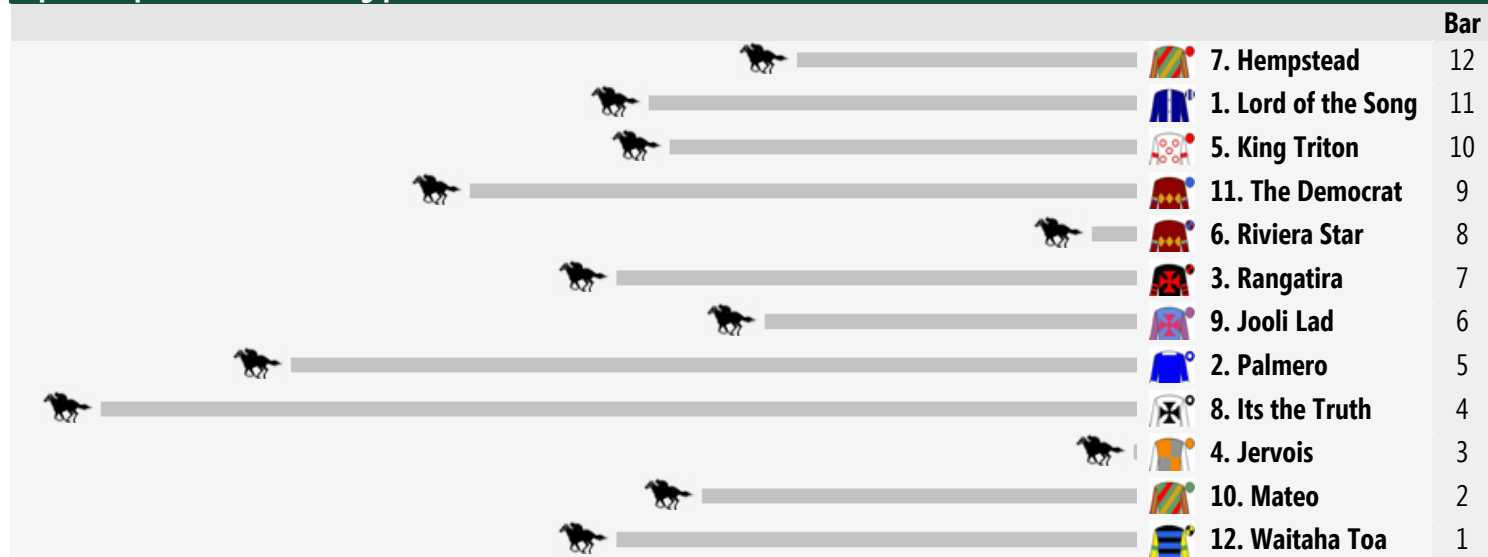 Bar
7. Hempstead 12
1. Lord of the Song 11
5. King Triton 10
11. The Democrat 9
6. Riviera Star 8
3. Rangatira 7
9. Jooli Lad 6
2. Palmero 5
8. Its the Truth 4
4. Jervois 3
10. Mateo 2
12. Waitaha Toa 1